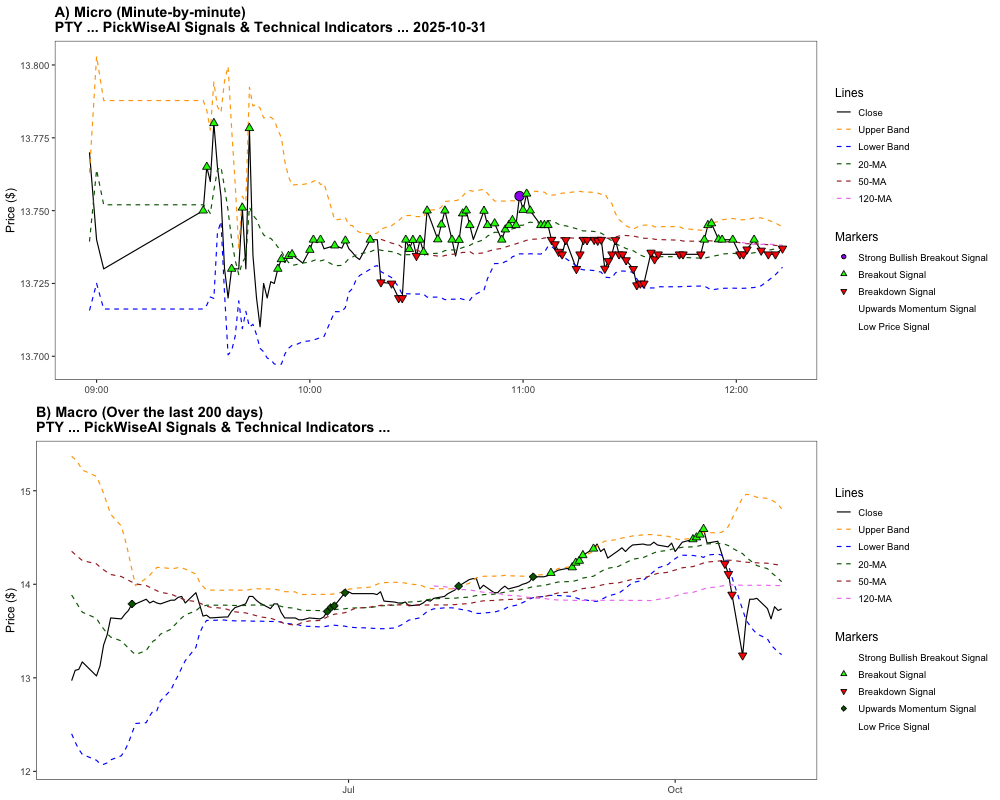 A) Micro (Minute-by-minute)
PTY ... PickWiseAI Signals & Technical Indicators ... 2025-10-31
Price ($)
13.800
13.775
13.750
13.725
13.700
09:00
10:00
11:00
12:00
Lines
Close
Upper Band
Lower Band
20-MA
50-MA
120-MA
Markers
Strong Bullish Breakout Signal
Breakout Signal
Breakdown Signal
Upwards Momentum Signal
Low Price Signal
B) Macro (Over the last 200 days)
PTY ... PickWiseAI Signals & Technical Indicators ...
Price ($)
15
14
13
12
Jul
Oct
Lines
Close
Upper Band
Lower Band
20-MA
50-MA
120-MA
Markers
Strong Bullish Breakout Signal
Breakout Signal
Breakdown Signal
Upwards Momentum Signal
Low Price Signal